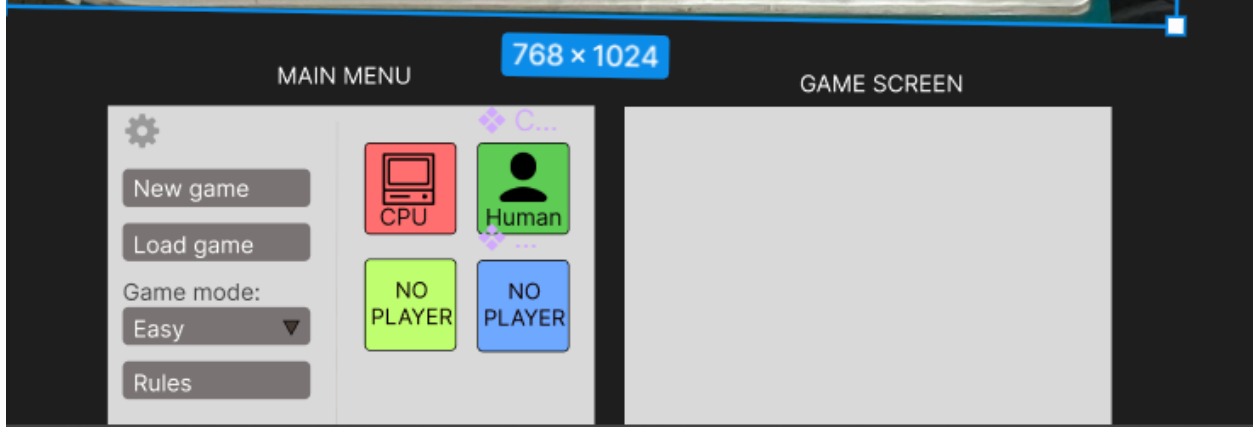 768 × 1024
MAIN MENU
GAME SCREEN
C...
New game
CPU
Human
Load game
...
Game mode:
NO
PLAYER
NO
PLAYER
Easy
Rules